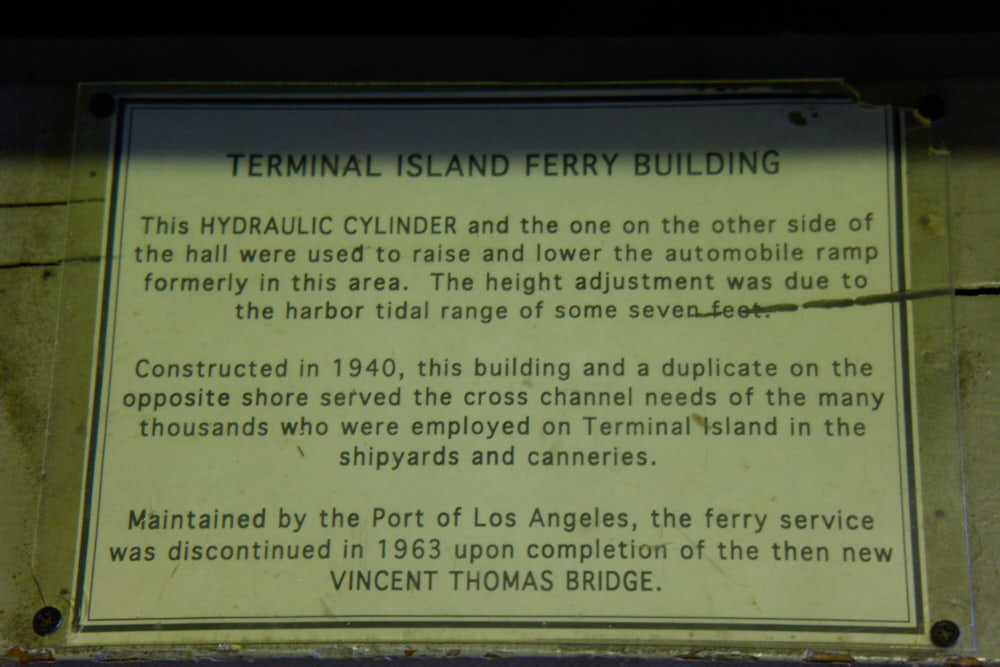 TERMINAL ISLAND FERRY BUILDING
This HYDRAULIC CYLINDER and the one on the other side of
the hall were used to raise and lower the automobile ramp
formerly in this area. The height adjustment was due to
the harbor tidal range of some seven feet.
Constructed in 1940, this building and a duplicate on the
opposite shore served the cross channel needs of the many
thousands who were employed on Terminal Island in the
shipyards and canneries.
Maintained by the Port of Los Angeles, the ferry service
was discontinued in 1963 upon completion of the then new
VINCENT THOMAS BRIDGE.